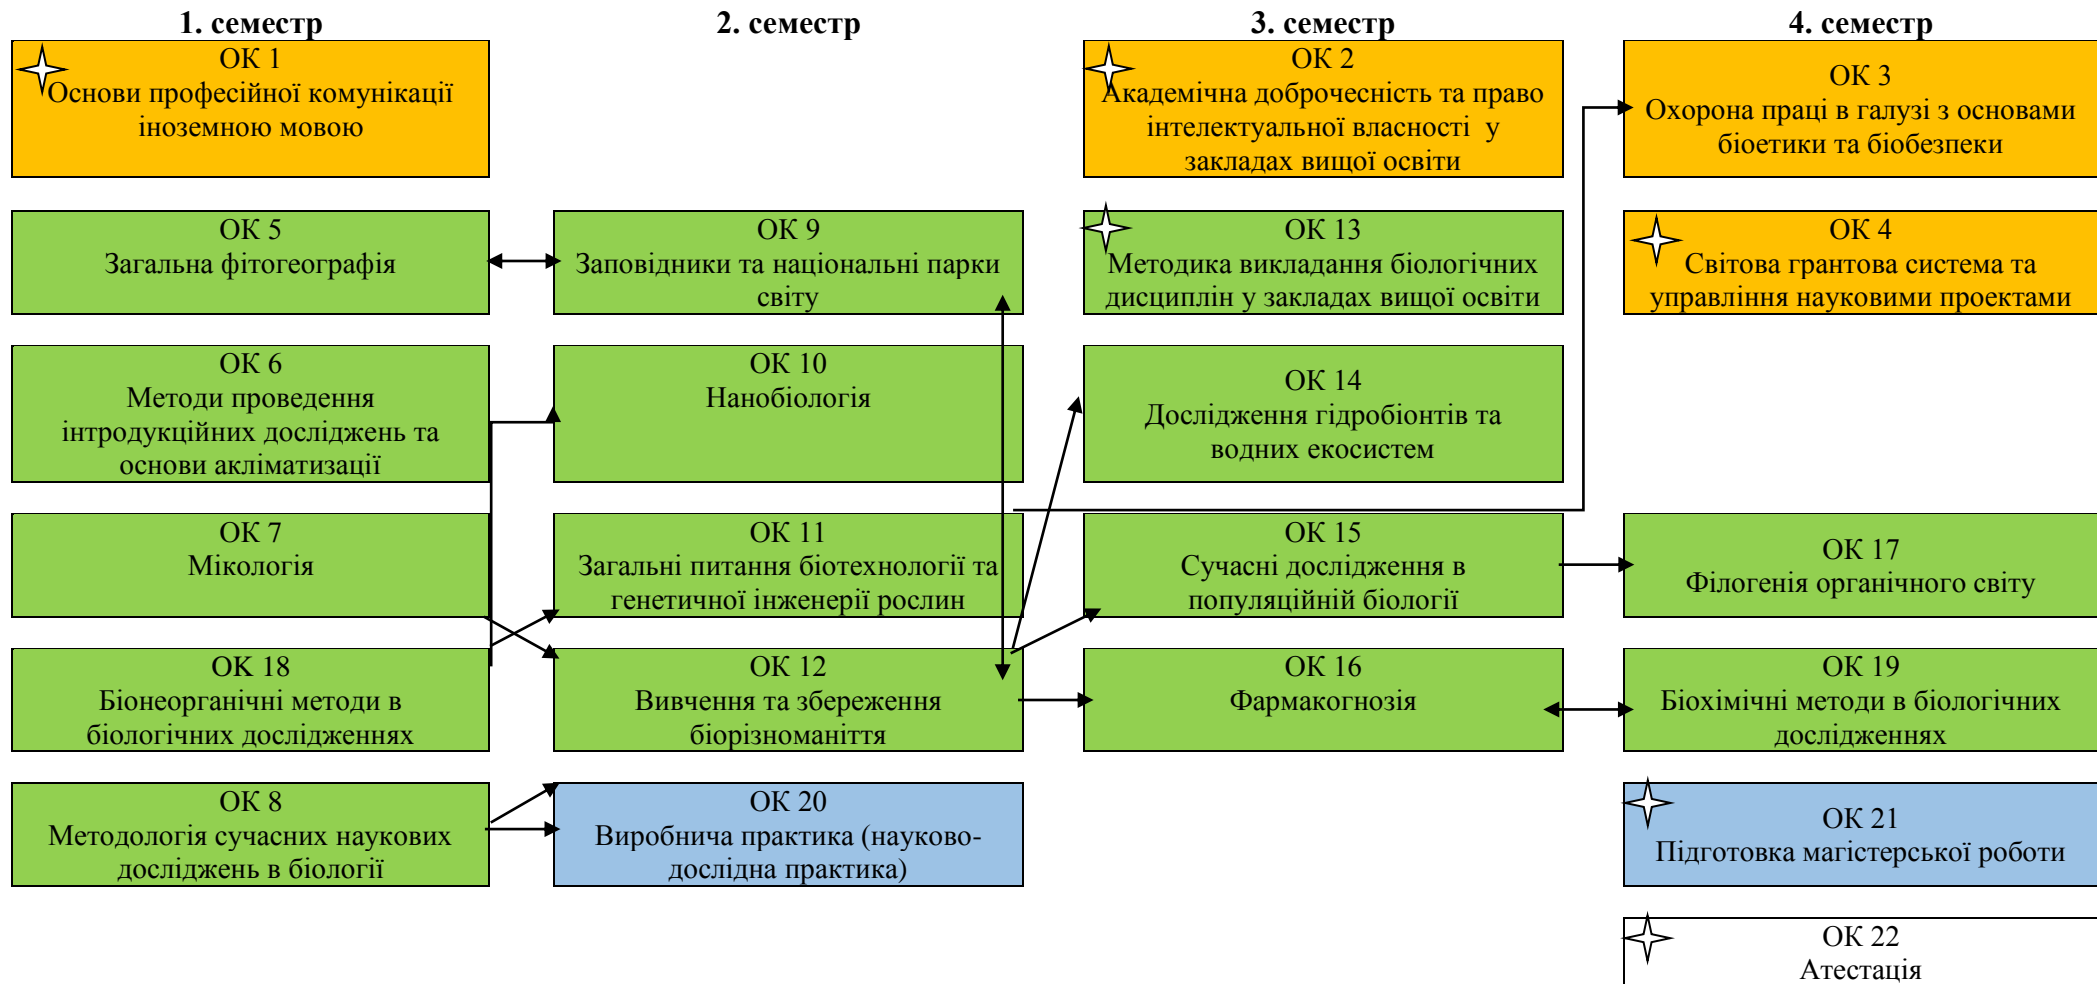 1. семестр
2. семестр
3. семестр
4. семестр
ОК 1
Основи професійної комунікації
іноземною мовою
ОК 2
Академічна доброчесність та право
інтелектуальної власності у
закладах вищої освіти
ОК 3
Охорона праці в галузі з основами
біоетики та біобезпеки
ОК 5
Загальна фітогеографія
ОК 9
Заповідники та національні парки
світу
ОК 13
Методика викладання біологічних
дисциплін у закладах вищої освіти
ОК 4
Світова грантова система та
управління науковими проектами
ОК 6
Методи проведення
інтродукційних досліджень та
основи акліматизації
ОК 10
Нанобіологія
ОК 14
Дослідження гідробіонтів та
водних екосистем
ОК 7
Мікологія
ОК 11
Загальні питання біотехнології та
генетичної інженерії рослин
ОК 15
Сучасні дослідження в
популяційній біології
ОК 17
Філогенія органічного світу
ОК 18
Біонеорганічні методи в
біологічних дослідженнях
ОК 12
Вивчення та збереження
біорізноманіття
ОК 16
Фармакогнозія
ОК 19
Біохімічні методи в біологічних
дослідженнях
ОК 8
Методологія сучасних наукових
досліджень в біології
ОК 20
Виробнича практика (науково-
дослідна практика)
ОК 21
Підготовка магістерської роботи
ОК 22
Атестація